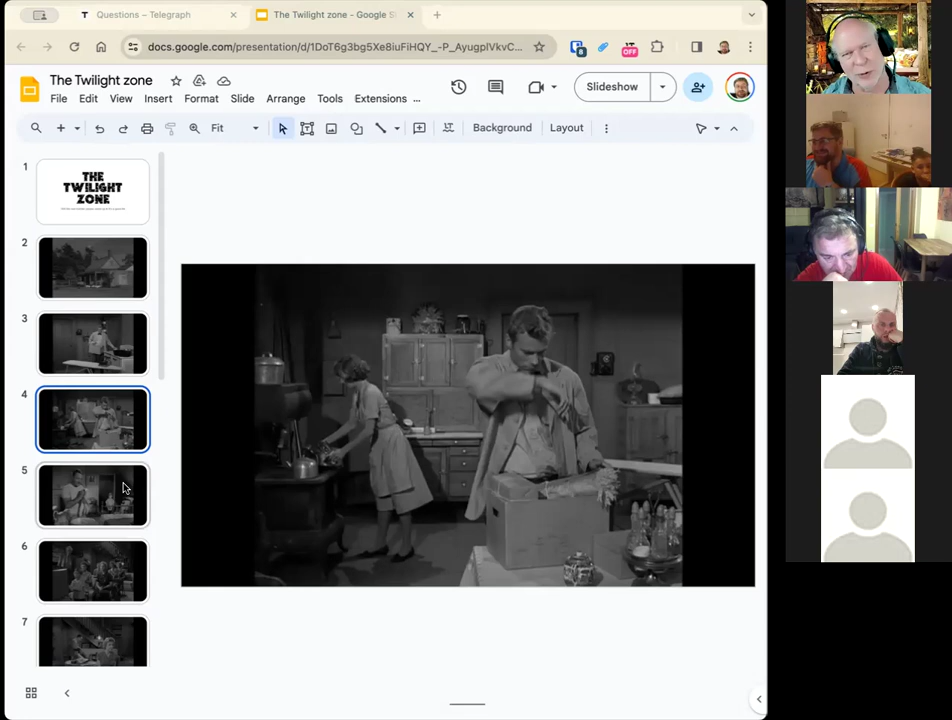 Questions – Telegraph
The Twilight zone - Google Sl
docs.google.com/presentation/d/1DoT6g3bg5Xe8iuFiHQY_-P_AyugplVkvC...
OFF
The Twilight zone
File Edit View Insert Format Slide Arrange Tools Extensions ...
Slideshow
Fit
Background
Layout
1
THE
TWILIGHT
ZONE
2
3
4
5
6
7